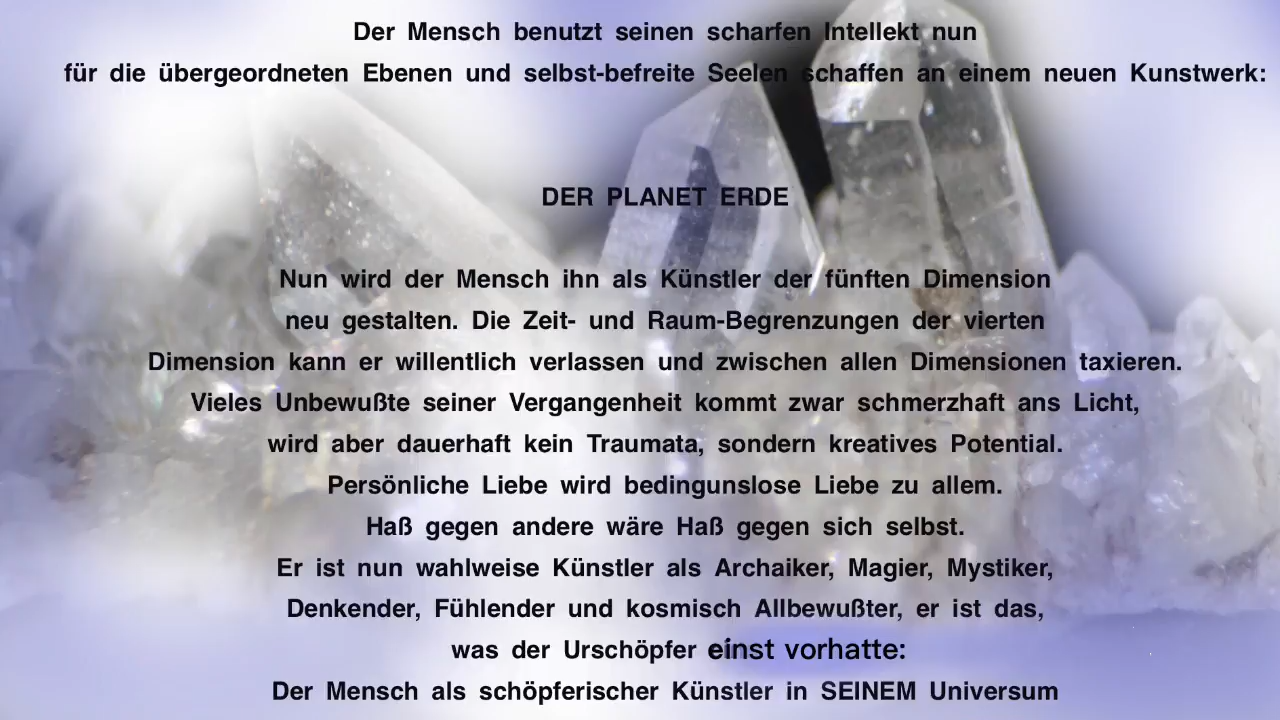 Der Mensch benutzt seinen scharfen Intellekt nun
für die übergeordneten Ebenen und selbst-befreite Seelen schaffen an einem neuen Kunstwerk:
DER PLANET ERDE
Nun wird der Mensch ihn als Künstler der fünften Dimension
neu gestalten. Die Zeit- und Raum-Begrenzungen der vierten
Dimension kann er willentlich verlassen und zwischen allen Dimensionen taxieren.
Vieles Unbewußte seiner Vergangenheit kommt zwar schmerzhaft ans Licht,
wird aber dauerhaft kein Traumata, sondern kreatives Potential.
Persönliche Liebe wird bedingunslose Liebe zu allem.
Haß gegen andere wäre Haß gegen sich selbst.
Er ist nun wahlweise Künstler als Archaiker, Magier, Mystiker,
Denkender, Fühlender und kosmisch Allbewußter, er ist das,
was der Urschöpfer einst vorhatte:
Der Mensch als schöpferischer Künstler in SEINEM Universum